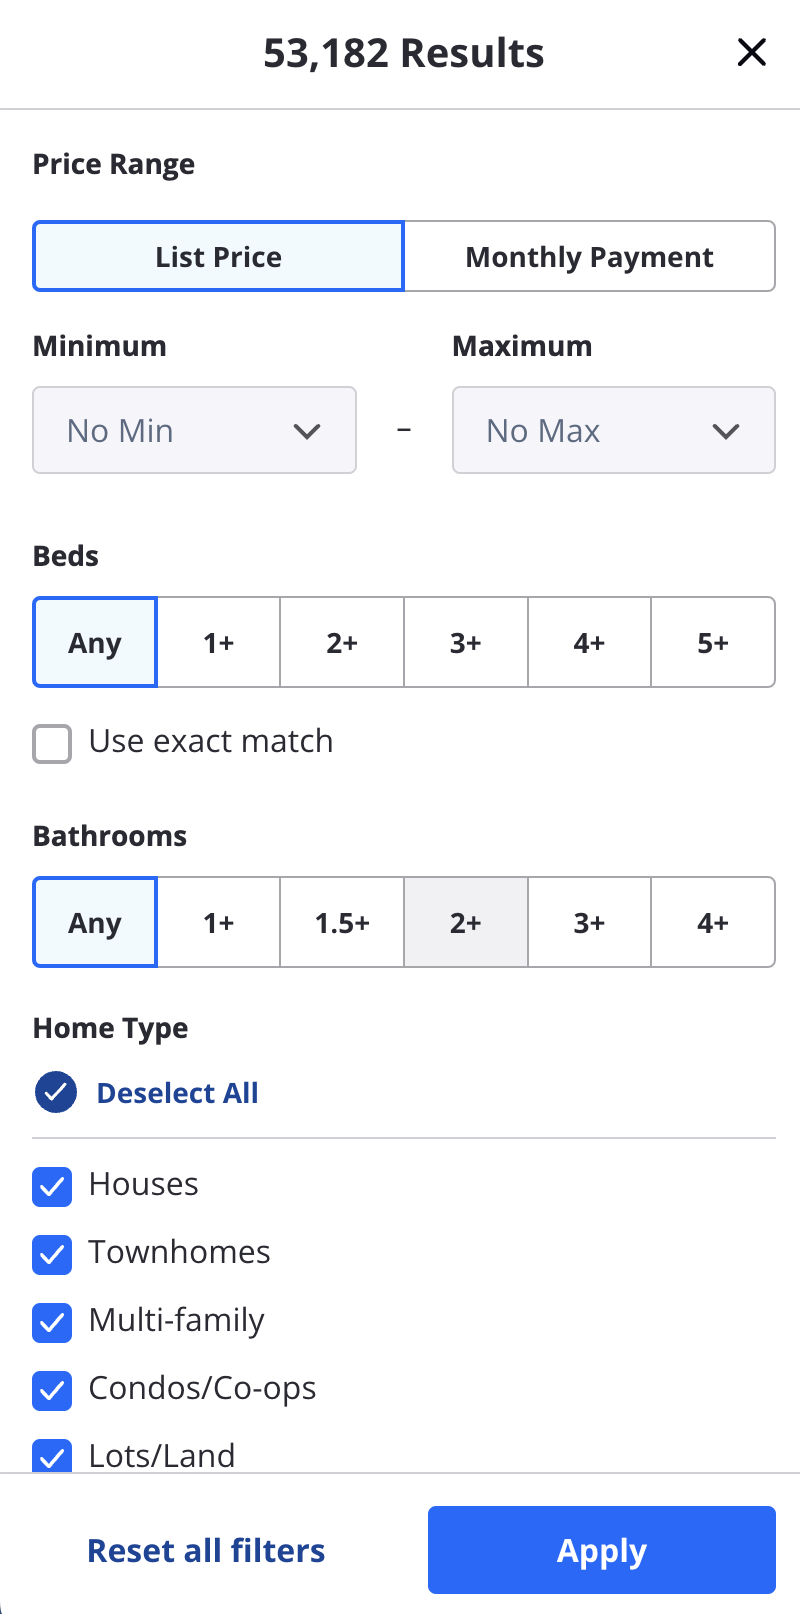 53,182 Results
Price Range
List Price Monthly Payment
Minimum Maximum
No Min – No Max
Beds
Any 1+ 2+ 3+ 4+ 5+
Use exact match
Bathrooms
Any 1+ 1.5+ 2+ 3+ 4+
Home Type
Deselect All
Houses
Townhomes
Multi-family
Condos/Co-ops
Lots/Land
Reset all filters Apply